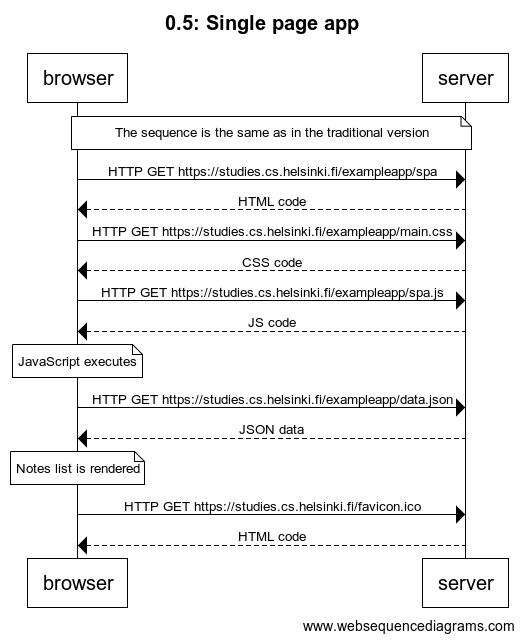 0.5: Single page app
browser server
The sequence is the same as in the traditional version
HTTP GET https://studies.cs.helsinki.fi/exampleapp/spa
HTML code
HTTP GET https://studies.cs.helsinki.fi/exampleapp/main.css
CSS code
HTTP GET https://studies.cs.helsinki.fi/exampleapp/spa.js
JS code
JavaScript executes
HTTP GET https://studies.cs.helsinki.fi/exampleapp/data.json
JSON data
Notes list is rendered
HTTP GET https://studies.cs.helsinki.fi/favicon.ico
HTML code
browser server
www.websequencediagrams.com